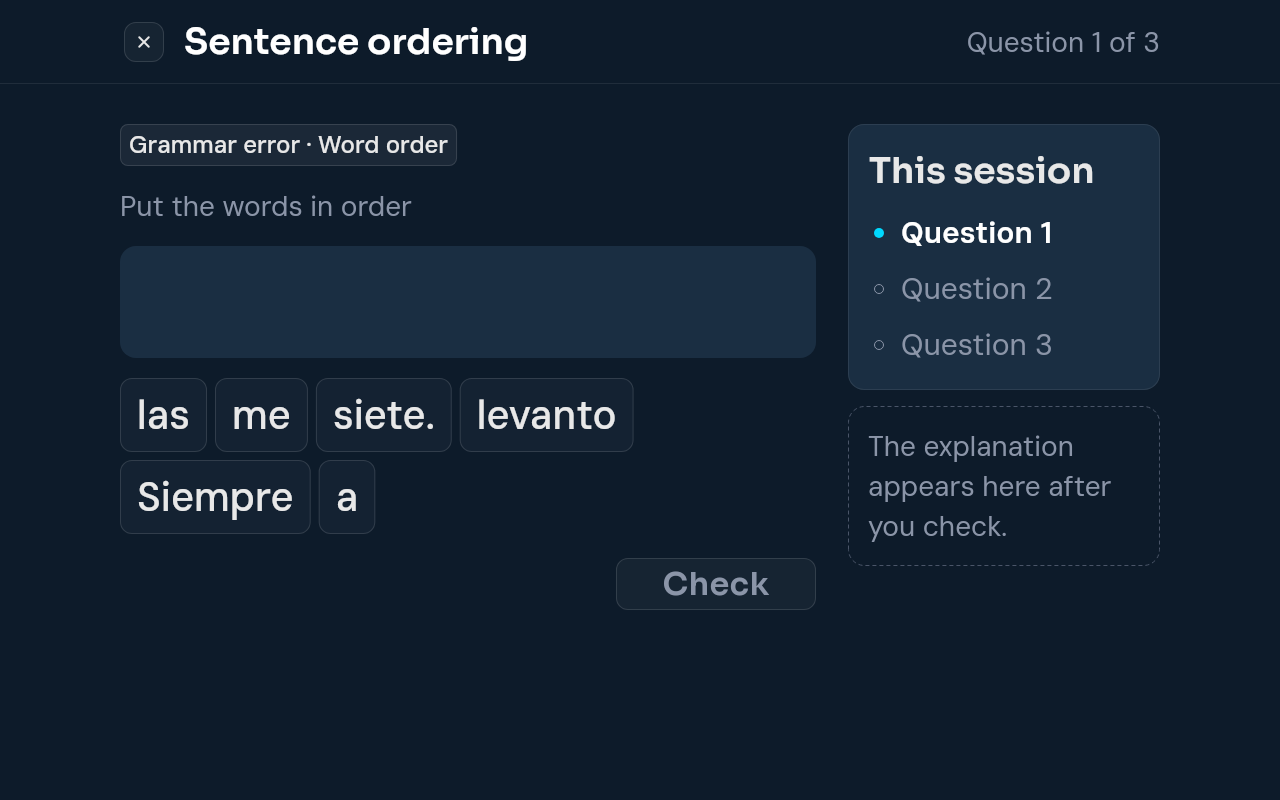 ×
Sentence ordering
Question 1 of 3
Grammar error · Word order
Put the words in order
las me siete. levanto
Siempre a
Check
This session
Question 1
Question 2
Question 3
The explanation
appears here after
you check.